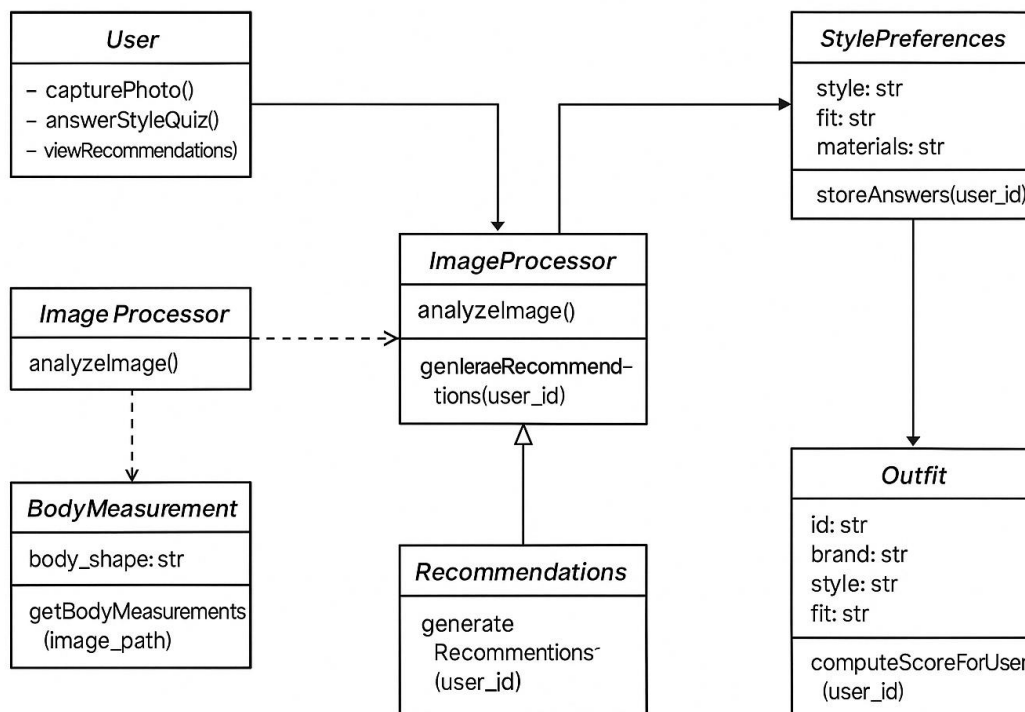 User
– capturePhoto()
– answerStyleQuiz()
– viewRecommendations)
StylePreferences
style: str
fit: str
materials: str
storeAnswers(user_id)
ImageProcessor
analyzeImage()
genleraeRecommend–
tions(user_id)
Image Processor
analyzeImage()
BodyMeasurement
body_shape: str
getBodyMeasurements
(image_path)
Recommendations
generate
Recommentions-
(user_id)
Outfit
id: str
brand: str
style: str
fit: str
computeScoreForUser
(user_id)